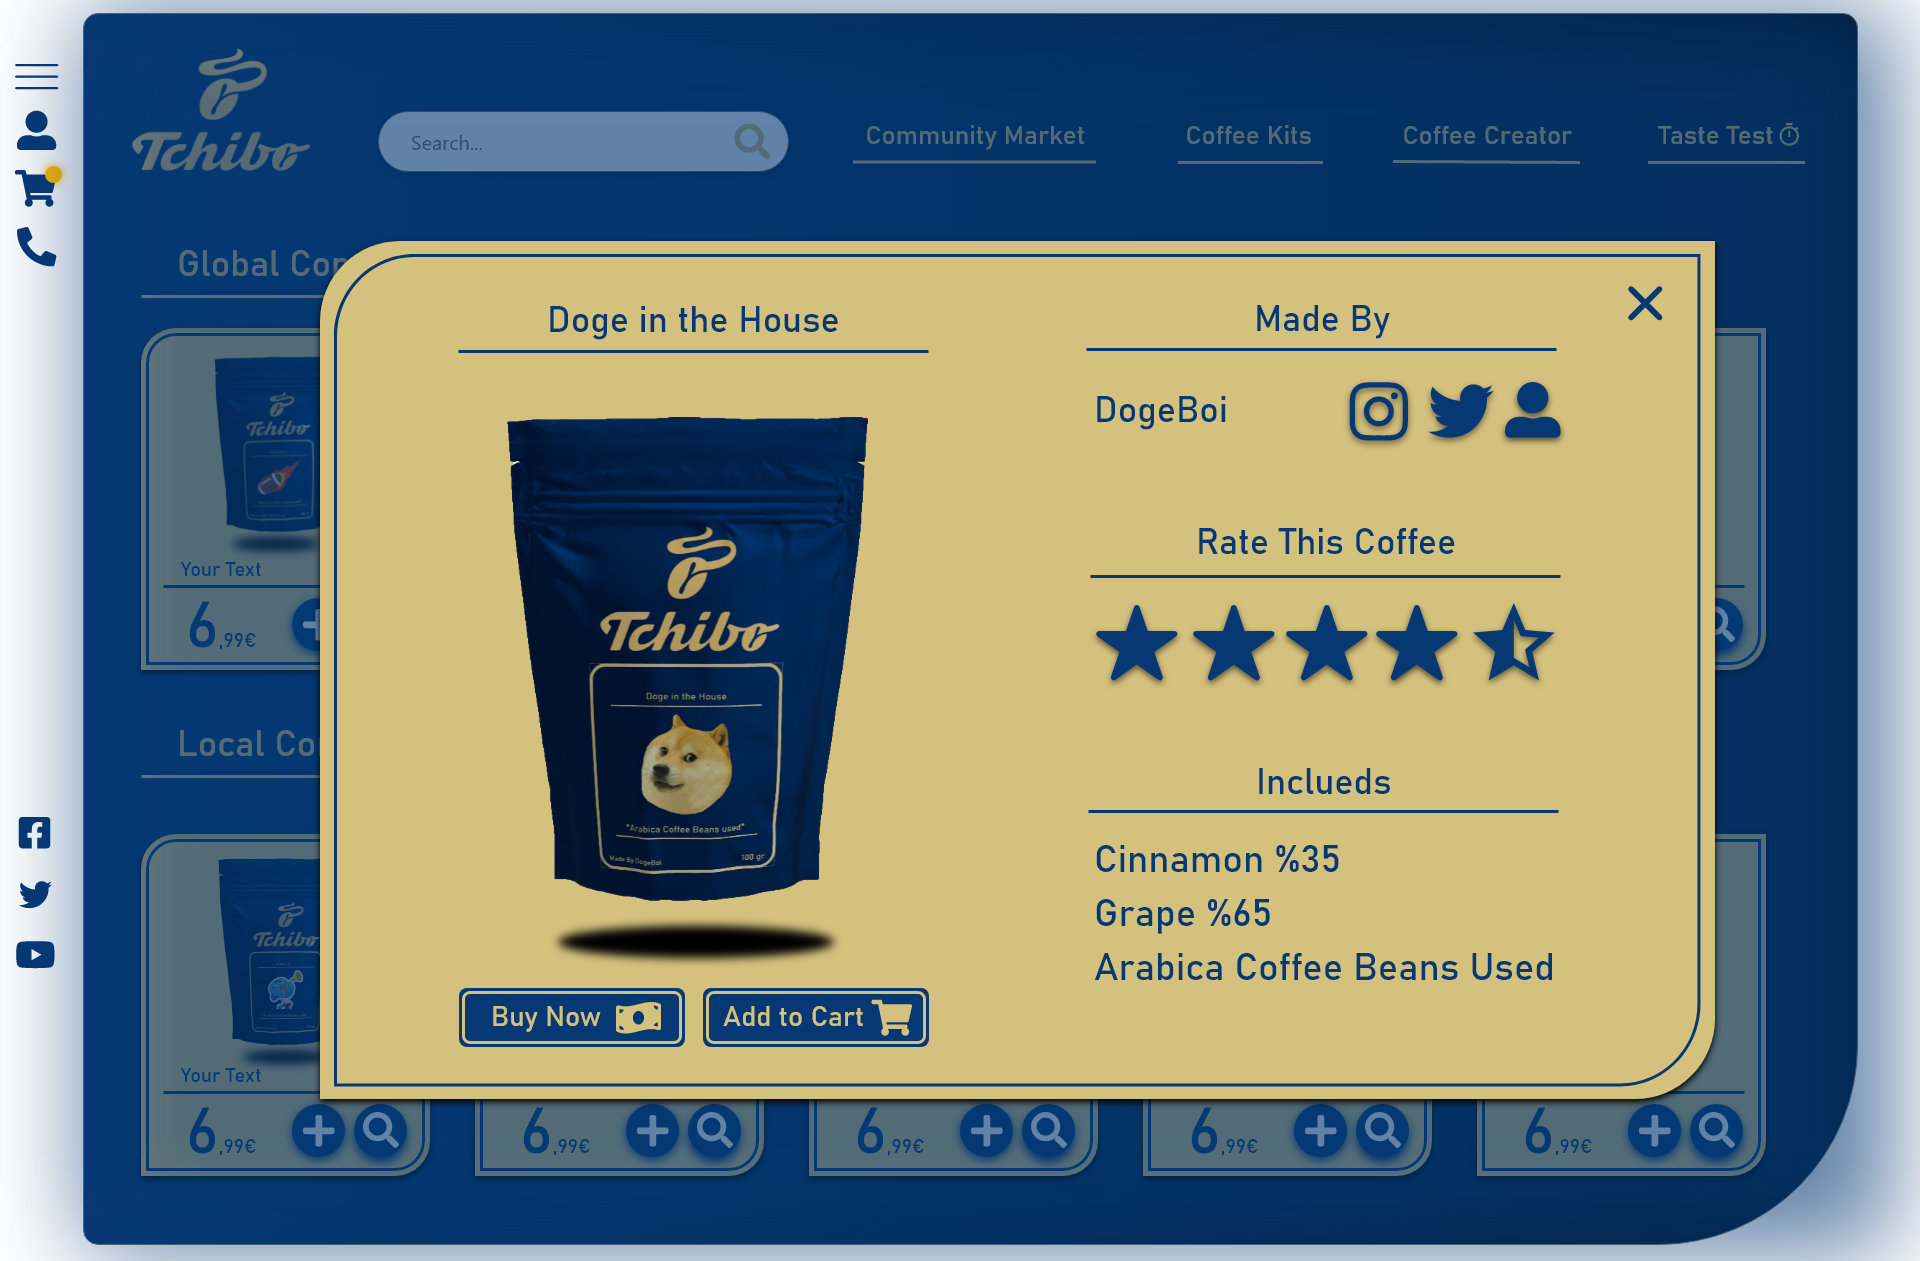 Tchibo
Search...
Community Market
Coffee Kits
Coffee Creator
Taste Test
Global
Doge in the House
Made By
DogeBoi
Rate This Coffee
Inclueds
Cinnamon %35
Grape %65
Arabica Coffee Beans Used
Tchibo
Doge in the House
*Arabica Coffee Beans used*
Made By DogeBoi
100 gr.
Buy Now
Add to Cart
Tchibo
Your Text
6,99€
Local
Tchibo
Your Text
6,99€
6,99€
6,99€
6,99€
6,99€